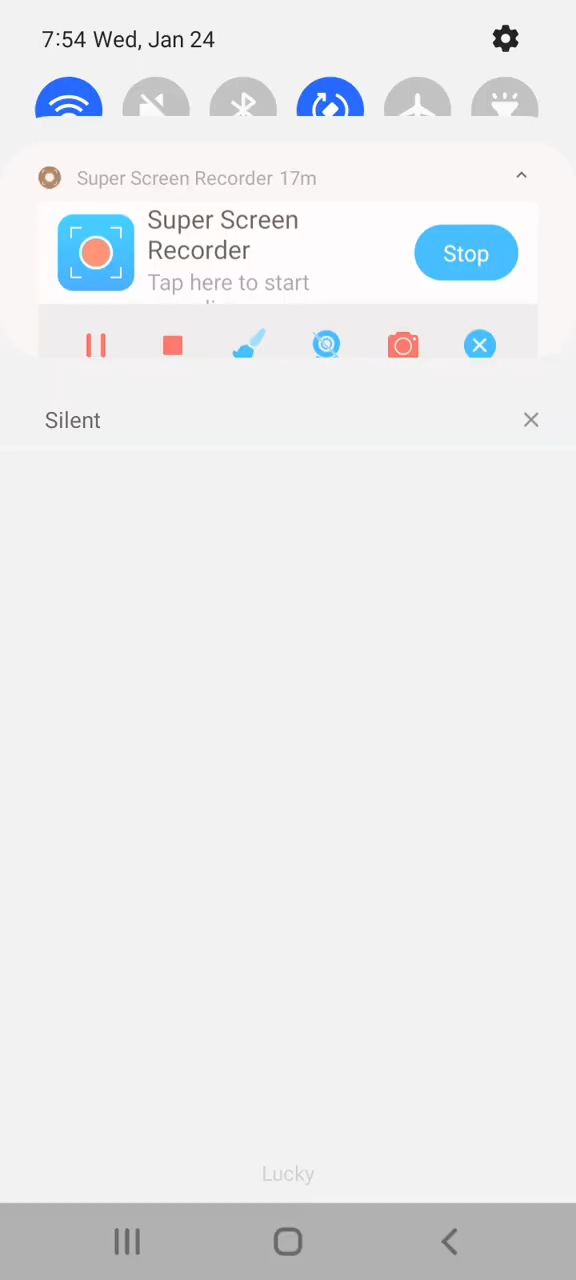 7:54 Wed, Jan 24
Super Screen Recorder 17m
Super Screen
Recorder
Tap here to start
Stop
Silent
Lucky